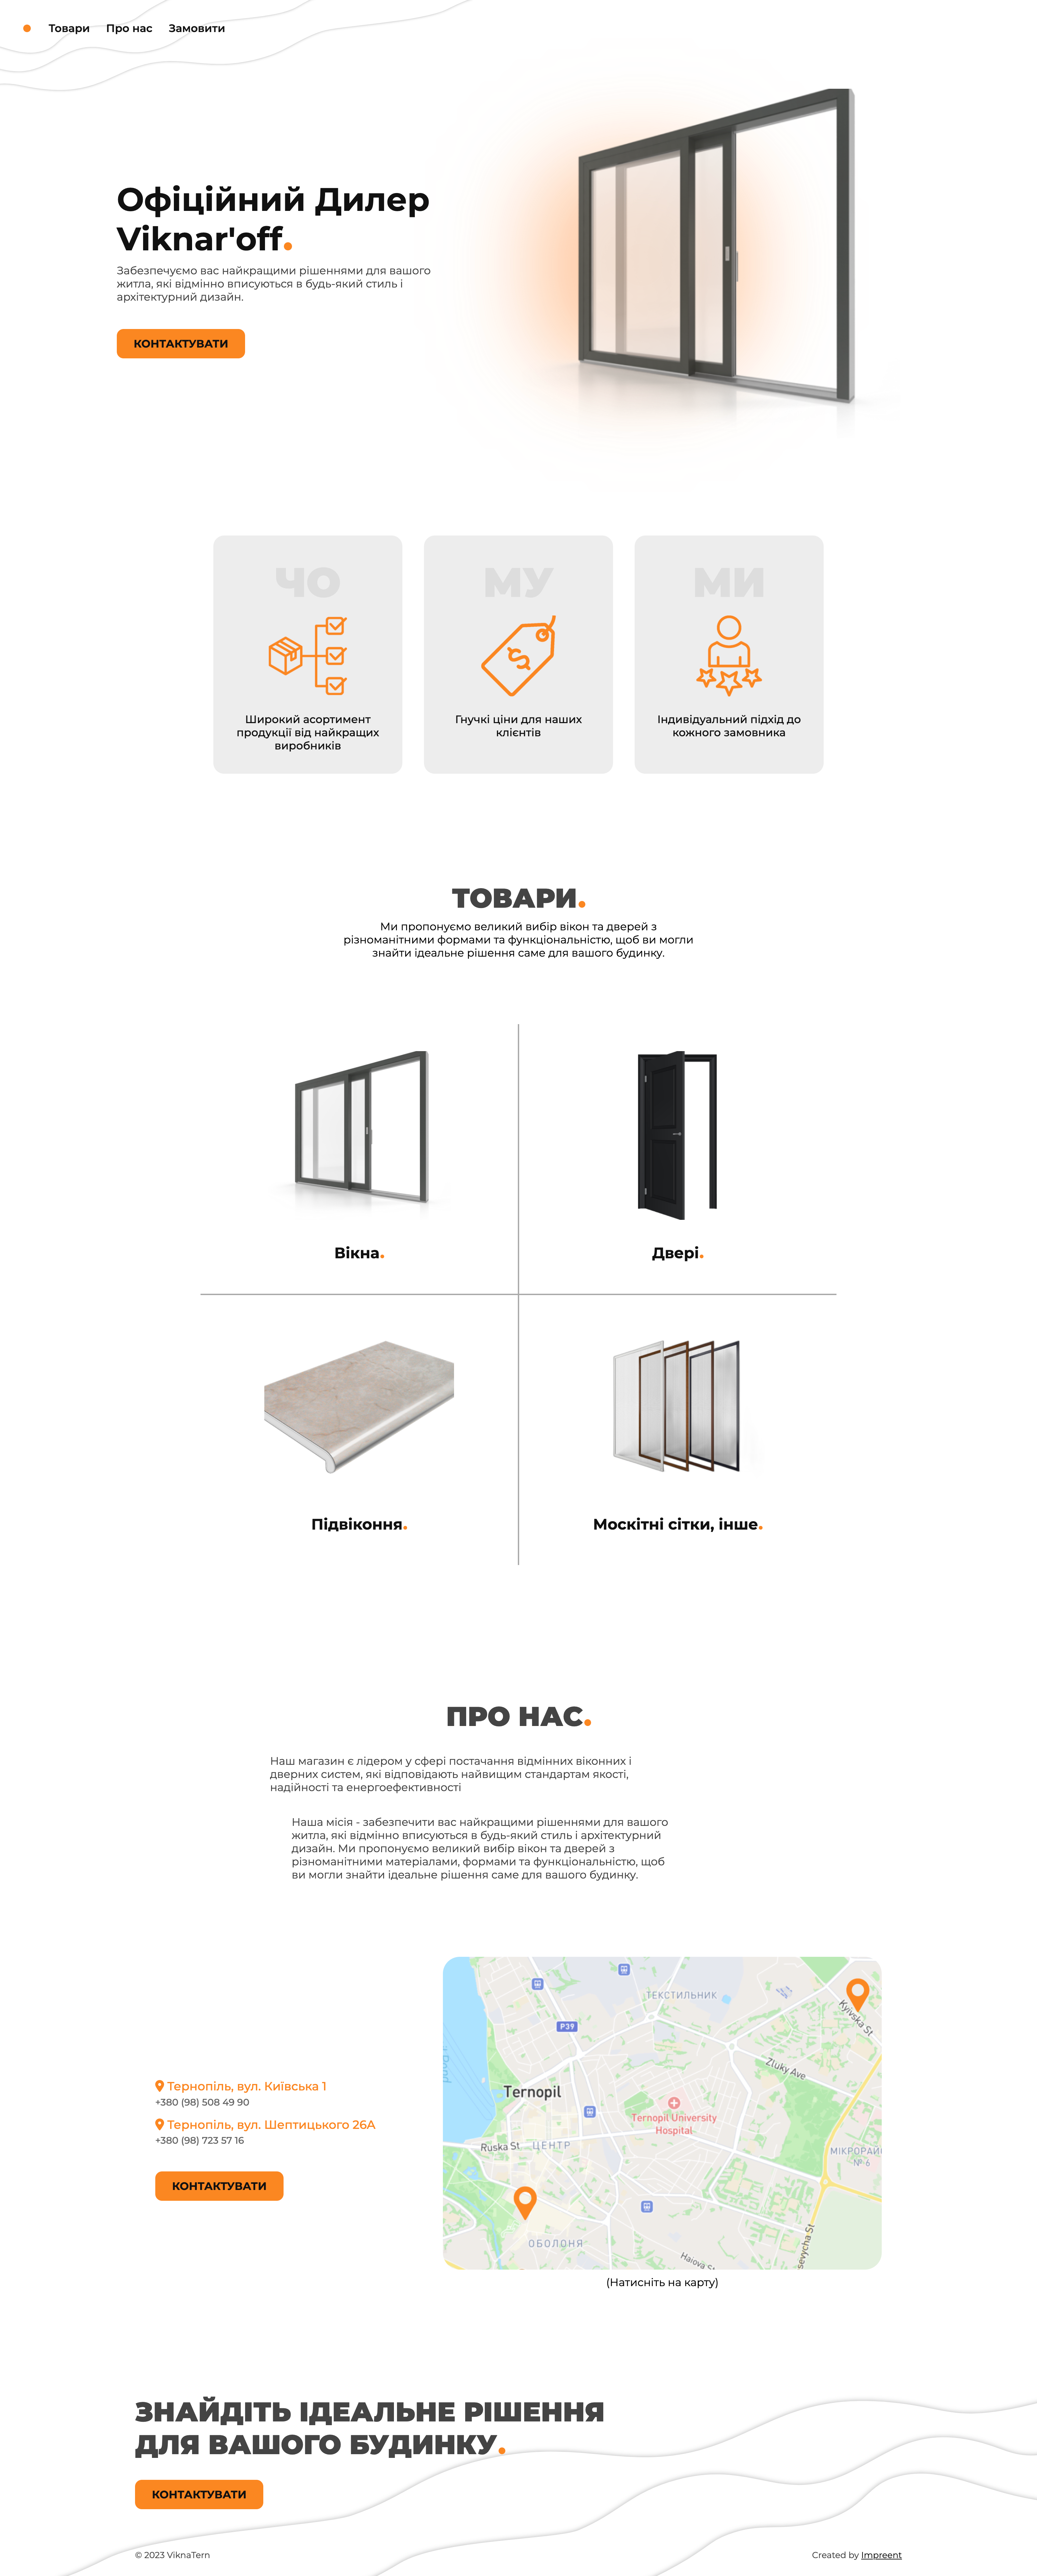 Товари Про нас Замовити
Офіційний Дилер
Viknar'off.
Забезпечуємо вас найкращими рішеннями для вашого
житла, які відмінно вписуються в будь-який стиль і
архітектурний дизайн.
КОНТАКТУВАТИ
ЧО
Широкий асортимент
продукції від найкращих
виробників
МУ
Гнучкі ціни для наших
клієнтів
МИ
Індивідуальний підхід до
кожного замовника
ТОВАРИ.
Ми пропонуємо великий вибір вікон та дверей з
різноманітними формами та функціональністю, щоб ви могли
знайти ідеальне рішення саме для вашого будинку.
Вікна.
Двері.
Підвіконня.
Москітні сітки, інше.
ПРО НАС.
Наш магазин є лідером у сфері постачання відмінних віконних і
дверних систем, які відповідають найвищим стандартам якості,
надійності та енергоефективності
Наша місія - забезпечити вас найкращими рішеннями для вашого
житла, які відмінно вписуються в будь-який стиль і архітектурний
дизайн. Ми пропонуємо великий вибір вікон та дверей з
різноманітними матеріалами, формами та функціональністю, щоб
ви могли знайти ідеальне рішення саме для вашого будинку.
Тернопіль, вул. Київська 1
+380 (98) 508 49 90
Тернопіль, вул. Шептицького 26А
+380 (98) 723 57 16
КОНТАКТУВАТИ
ТЕКСТИЛЬНИК
Kyivska St
P39
Zluky Ave
Ternopil
Ternopil University
Hospital
Ruska St
ЦЕНТР
МІКРОРАЙ
№ 6
ОБОЛОНЯ
Haiova St
sevycha St
(Натисніть на карту)
ЗНАЙДІТЬ ІДЕАЛЬНЕ РІШЕННЯ
ДЛЯ ВАШОГО БУДИНКУ.
КОНТАКТУВАТИ
© 2023 ViknaTern
Created by Impreent